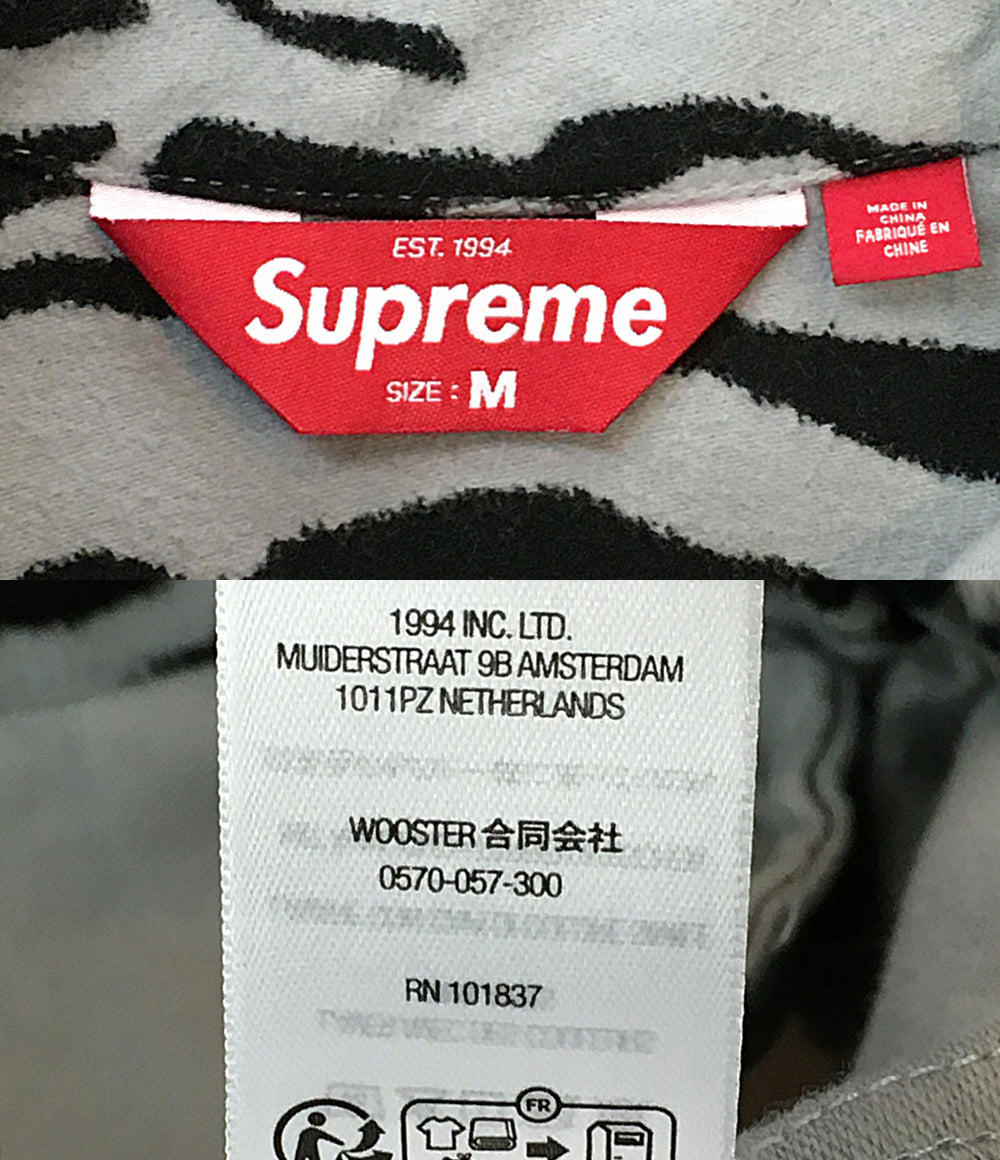 EST. 1994
Supreme
SIZE : M
MADE IN
CHINA
FABRIQUÉ EN
CHINE
1994 INC. LTD.
MUIDERSTRAAT 9B AMSTERDAM
1011PZ NETHERLANDS
WOOSTER 合同会社
0570-057-300
RN 101837
FR